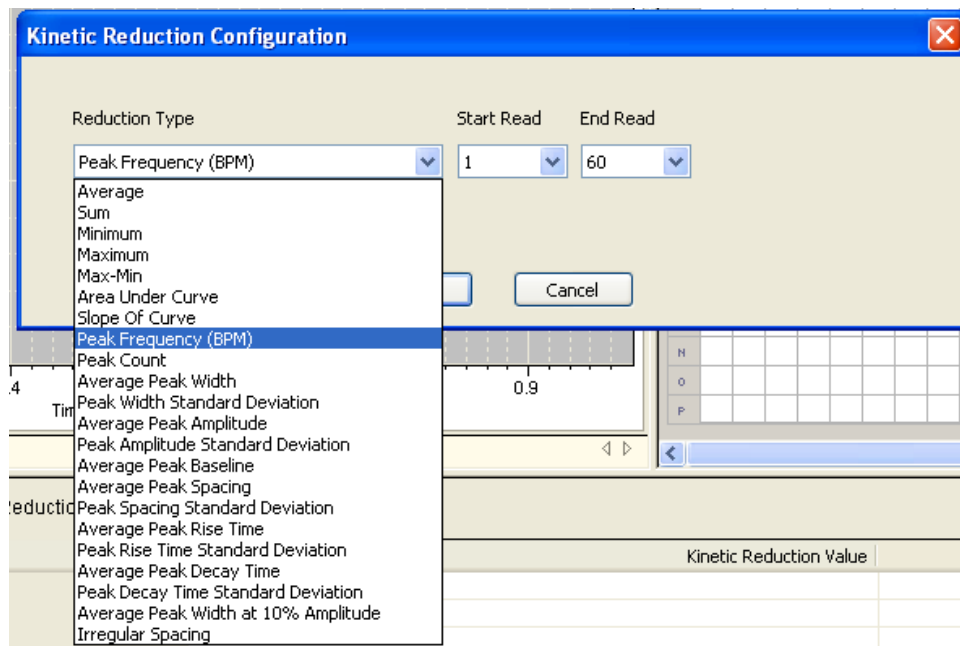 Kinetic Reduction Configuration
Reduction Type Start Read End Read
Peak Frequency (BPM) 1 60
Average
Sum
Minimum
Maximum
Max-Min
Area Under Curve
Slope Of Curve
Peak Frequency (BPM)
Peak Count
Average Peak Width
Peak Width Standard Deviation
Average Peak Amplitude
Peak Amplitude Standard Deviation
Average Peak Baseline
Average Peak Spacing
Peak Spacing Standard Deviation
Average Peak Rise Time
Peak Rise Time Standard Deviation
Average Peak Decay Time
Peak Decay Time Standard Deviation
Average Peak Width at 10% Amplitude
Irregular Spacing
Cancel
N
O
P
.4 0.9
Kinetic Reduction Value